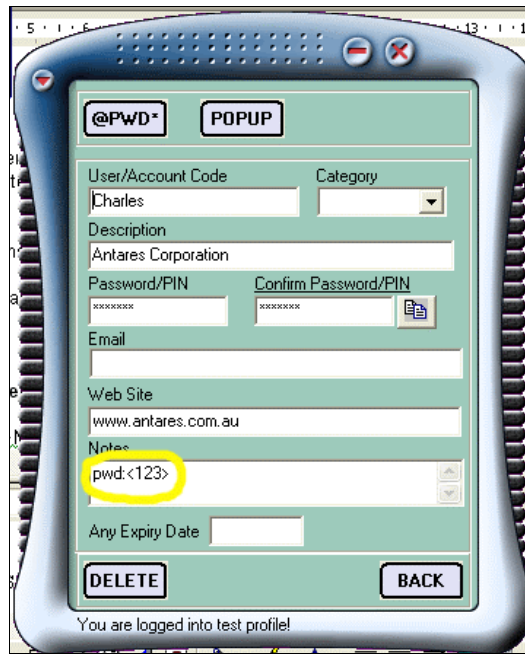 @PWD* POPUP
User/Account Code Category
Charles
Description
Antares Corporation
Password/PIN Confirm Password/PIN
××××××× ×××××××
Email
Web Site
www.antares.com.au
Notes
pwd:<123>
Any Expiry Date
DELETE BACK
You are logged into test profile!